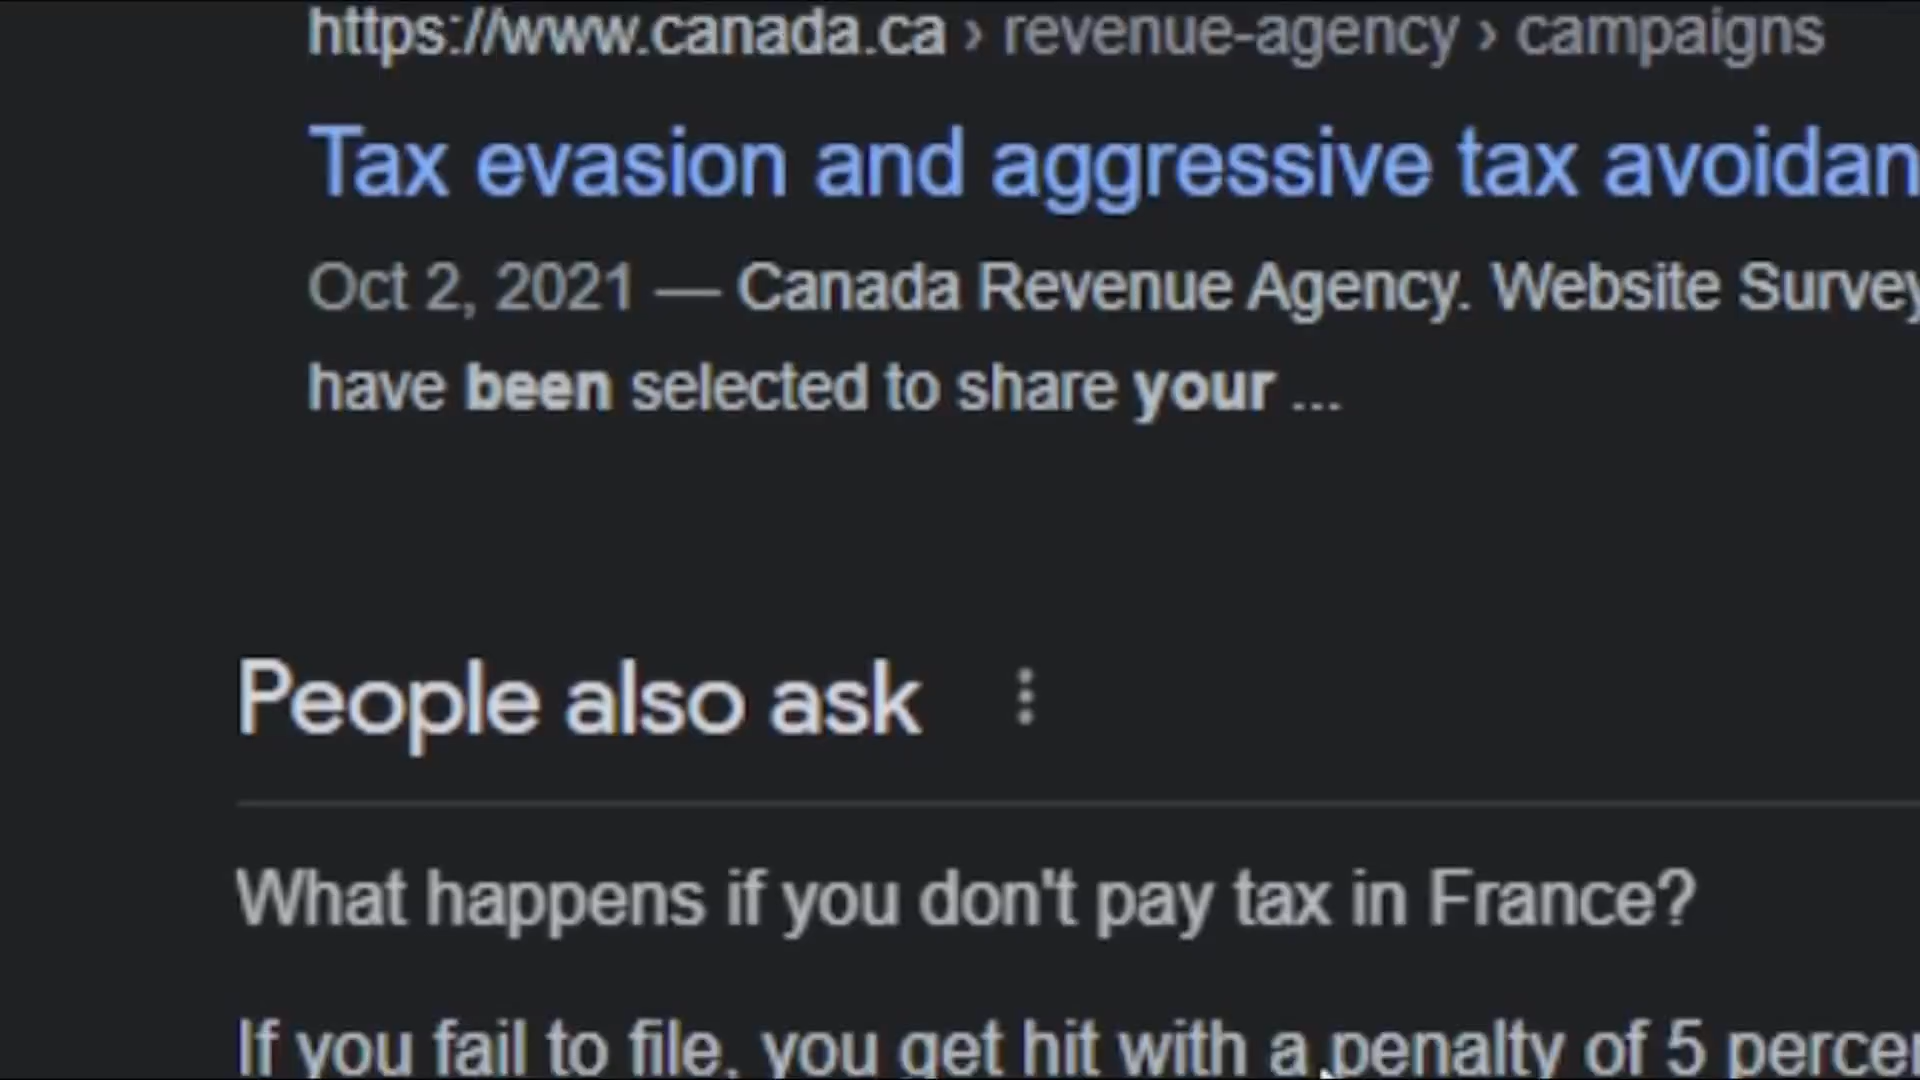 https://www.canada.ca › revenue-agency › campaigns
Tax evasion and aggressive tax avoidan
Oct 2, 2021 — Canada Revenue Agency. Website Survey
have been selected to share your ...
People also ask
What happens if you don't pay tax in France?
If you fail to file, you get hit with a penalty of 5 percen